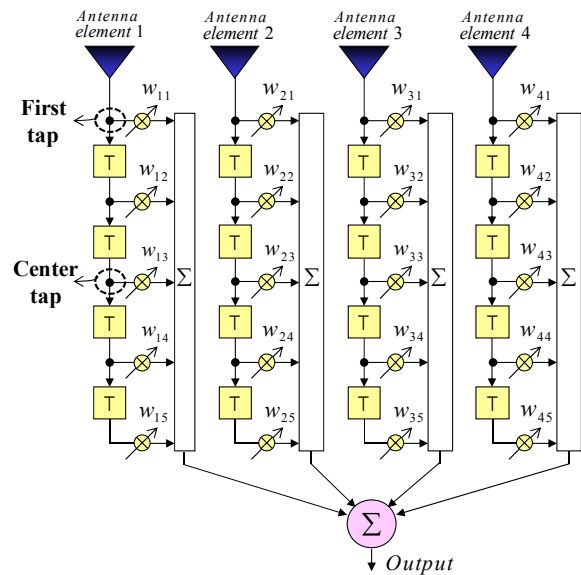 Antenna element 1
Antenna element 2
Antenna element 3
Antenna element 4
w11
w21
w31
w41
First tap
T
T
T
T
w12
w22
w32
w42
T
T
T
T
w13
w23
w33
w43
Center tap
Σ
Σ
Σ
Σ
T
T
T
T
w14
w24
w34
w44
T
T
T
T
w15
w25
w35
w45
Σ
Output